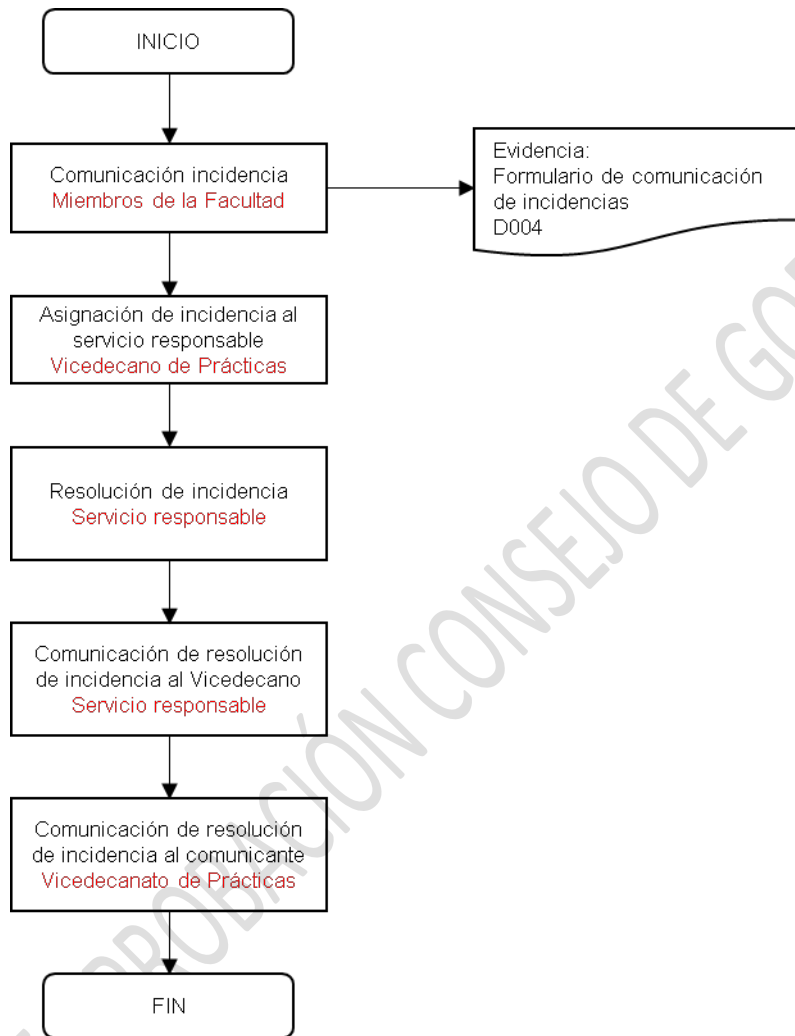 INICIO
Comunicación incidencia
Miembros de la Facultad
Evidencia:
Formulario de comunicación
de incidencias
D004
Asignación de incidencia al
servicio responsable
Vicedecano de Prácticas
Resolución de incidencia
Servicio responsable
Comunicación de resolución
de incidencia al Vicedecano
Servicio responsable
Comunicación de resolución
de incidencia al comunicante
Vicedecanato de Prácticas
FIN
CONSEJO DE